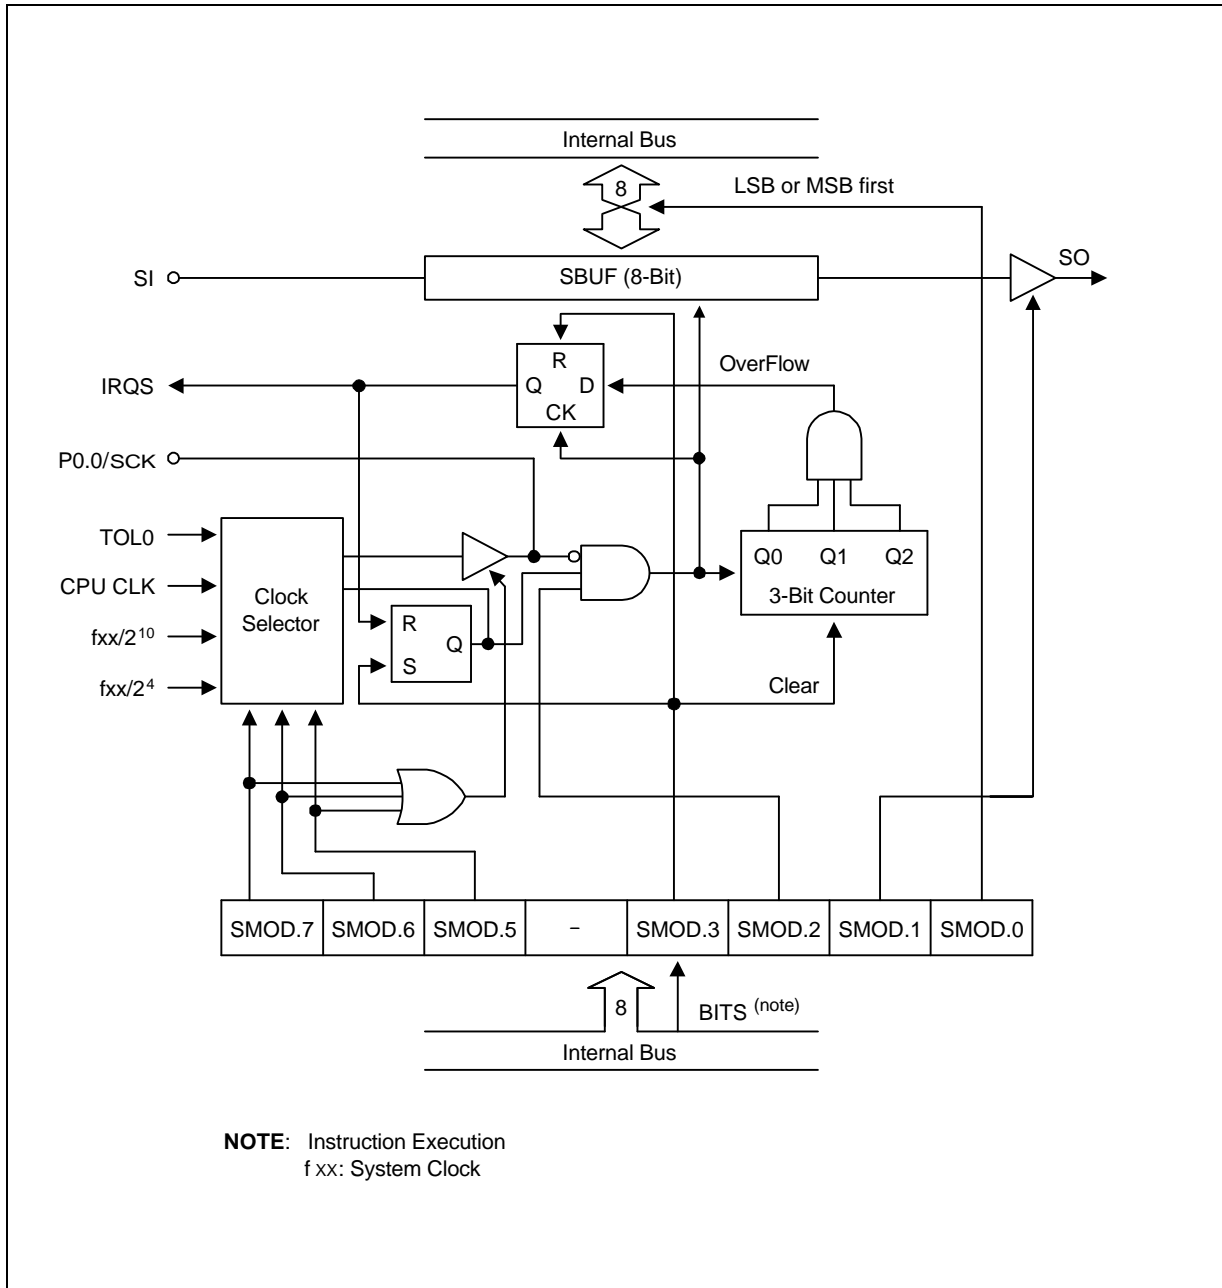 Internal Bus
8
LSB or MSB first
SI
SBUF (8-Bit)
SO
R
OverFlow
IRQS
Q D
CK
P0.0/SCK
TOL0
CPU CLK
fxx/2¹⁰
fxx/2⁴
Clock
Selector
R
Q
S
Q0 Q1 Q2
3-Bit Counter
Clear
SMOD.7 SMOD.6 SMOD.5 – SMOD.3 SMOD.2 SMOD.1 SMOD.0
8
BITS (note)
Internal Bus
NOTE: Instruction Execution
f xx: System Clock